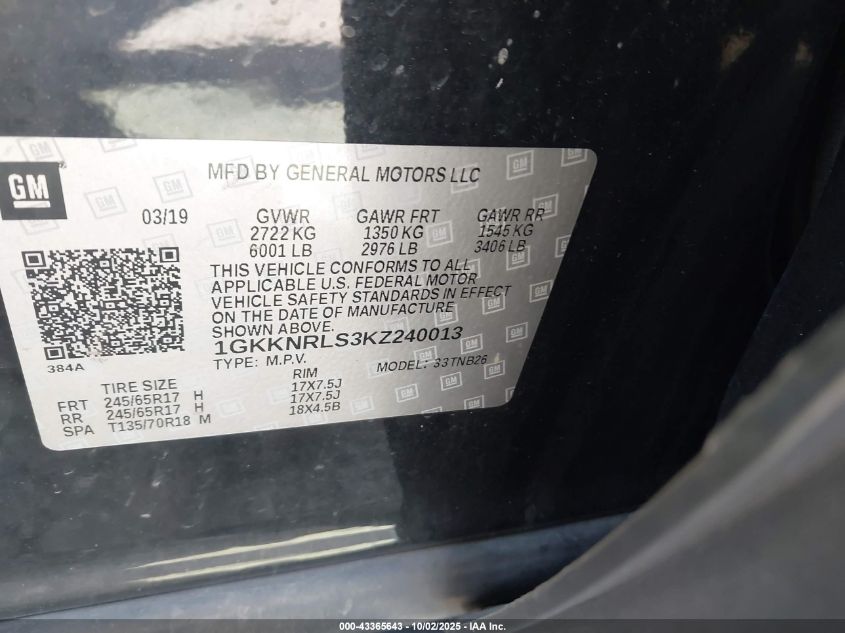 GM
MFD BY GENERAL MOTORS LLC
03/19 GVWR GAWR FRT GAWR RR
2722 KG 1350 KG 1545 KG
6001 LB 2976 LB 3406 LB
THIS VEHICLE CONFORMS TO ALL
APPLICABLE U.S. FEDERAL MOTOR
VEHICLE SAFETY STANDARDS IN EFFECT
ON THE DATE OF MANUFACTURE
SHOWN ABOVE.
1GKKNRLS3KZ240013
384A TYPE: M.P.V. MODEL: 33TNB26
TIRE SIZE RIM
FRT 245/65R17 H 17X7.5J
RR 245/65R17 H 17X7.5J
SPA T135/70R18 M 18X4.5B
000-43365643 - 10/02/2025 - IAA Inc.